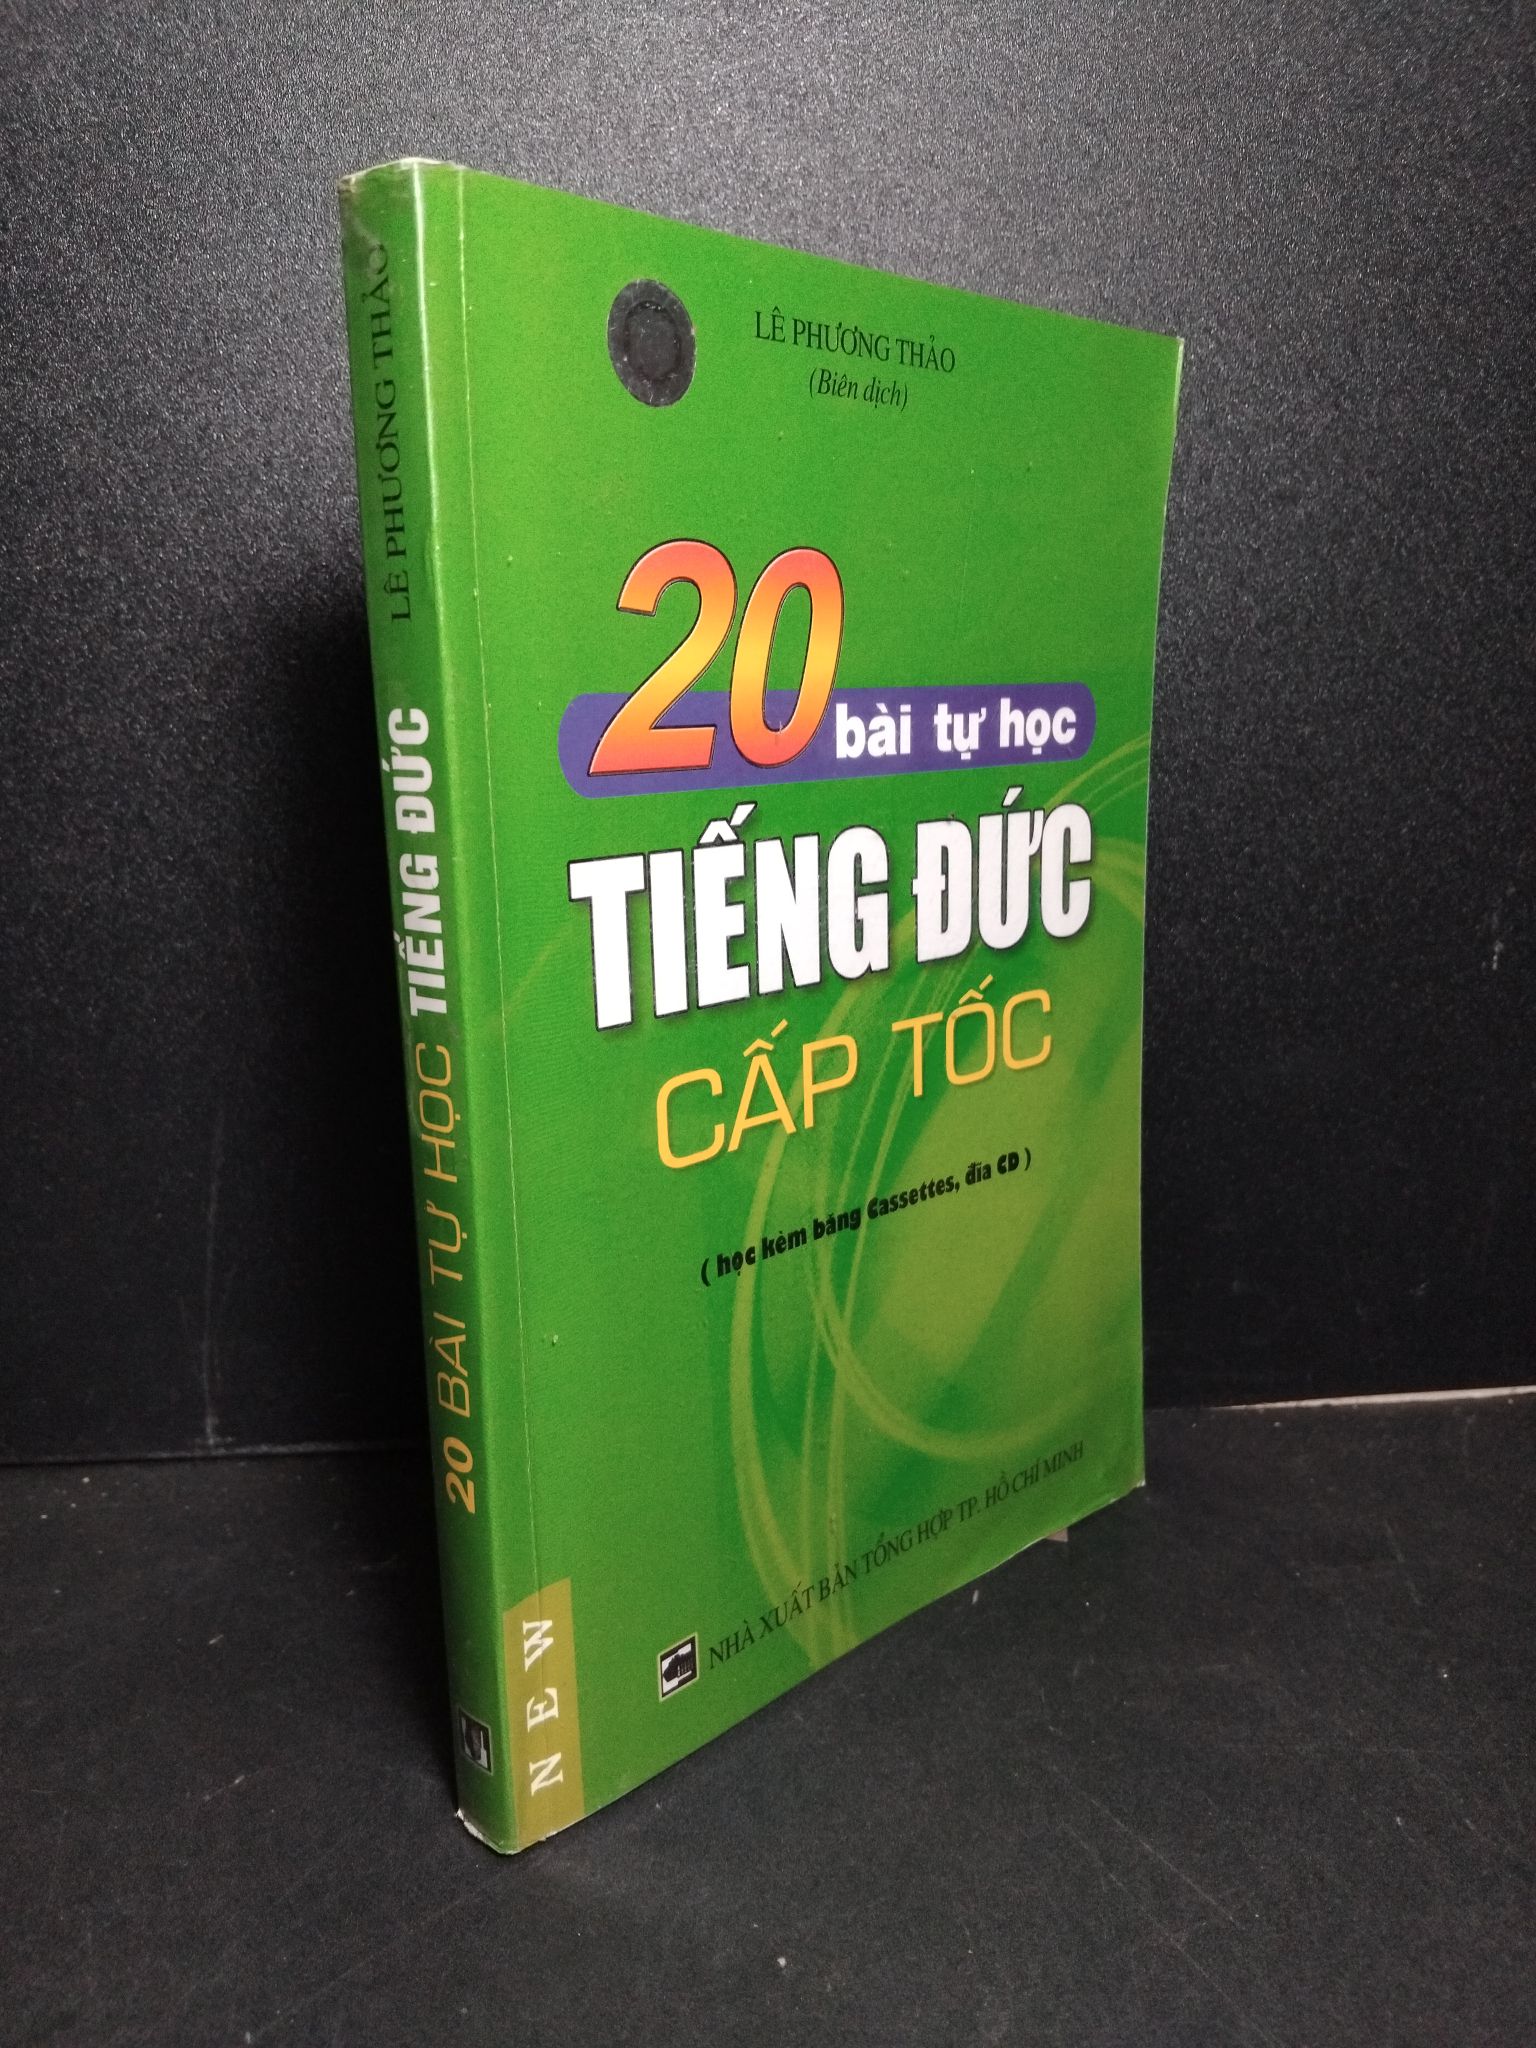 LÊ PHƯƠNG THẢO
(Biên dịch)
20 bài tự học
TIẾNG ĐỨC
CẤP TỐC
( học kèm băng Cassettes, đĩa CD )
NHÀ XUẤT BẢN TỔNG HỢP TP. HỒ CHÍ MINH
20 BÀI TỰ HỌC TIẾNG ĐỨC LÊ PHƯƠNG THẢO
NEW